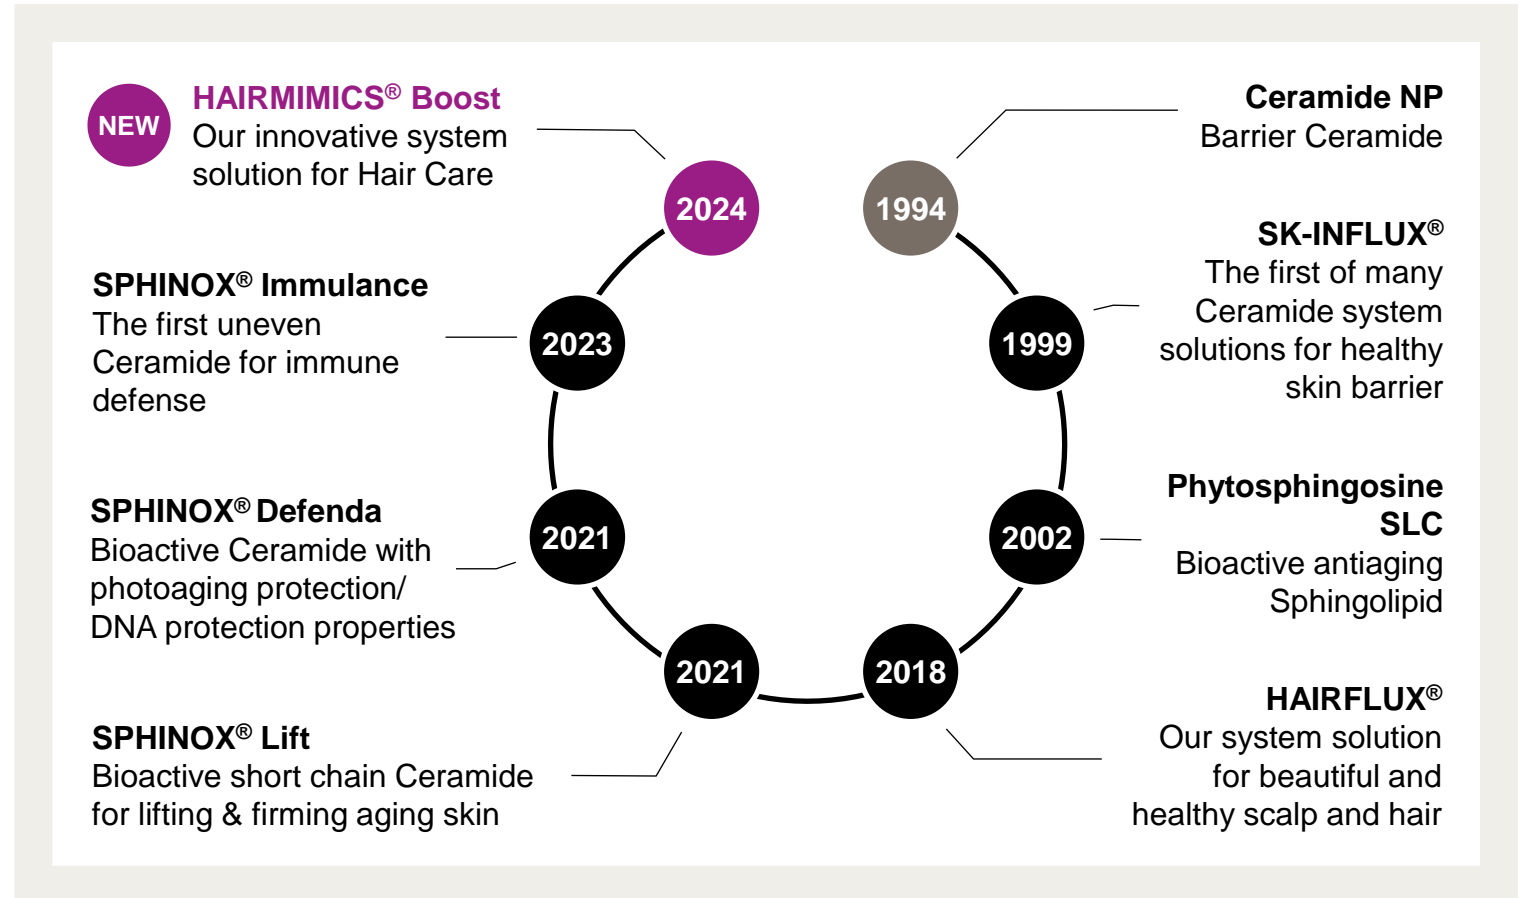 NEW
HAIRMIMICS® Boost
Our innovative system
solution for Hair Care
2024
SPHINOX® Immulance
The first uneven
Ceramide for immune
defense
2023
SPHINOX® Defenda
Bioactive Ceramide with
photoaging protection/
DNA protection properties
2021
SPHINOX® Lift
Bioactive short chain Ceramide
for lifting & firming aging skin
2021
Ceramide NP
Barrier Ceramide
1994
SK-INFLUX®
The first of many
Ceramide system
solutions for healthy
skin barrier
1999
Phytosphingosine
SLC
Bioactive antiaging
Sphingolipid
2002
HAIRFLUX®
Our system solution
for beautiful and
healthy scalp and hair
2018